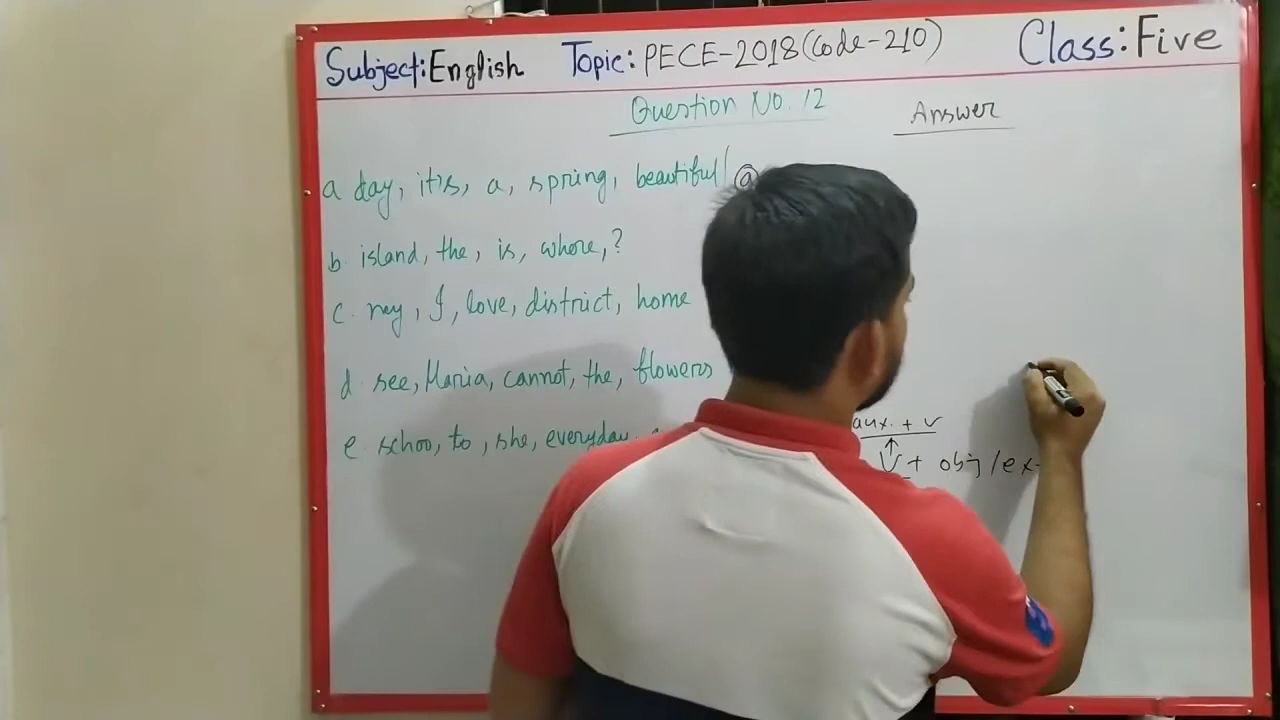 Subject: English Topic: PECE-2018 (Code-210) Class: Five
Question No. 12 Answer
a day, it's, a, spring, beautiful @
b island, the, is, where, ?
c. my, I, love, district, home
d see, Maria, cannot, the, flowers
e. schoo, to, she, everyday
aux. + v
↑
V + obj/ex